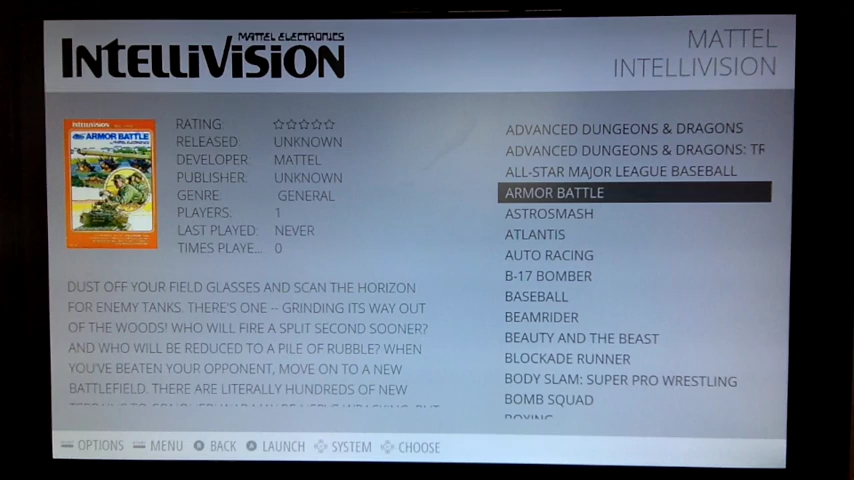 MATTEL ELECTRONICS
INTELLIVISION
MATTEL
INTELLIVISION
INTELLIVISION
ARMOR BATTLE
RATING:
RELEASED: UNKNOWN
DEVELOPER: MATTEL
PUBLISHER: UNKNOWN
GENRE: GENERAL
PLAYERS: 1
LAST PLAYED: NEVER
TIMES PLAYE... 0
DUST OFF YOUR FIELD GLASSES AND SCAN THE HORIZON
FOR ENEMY TANKS. THERE'S ONE -- GRINDING ITS WAY OUT
OF THE WOODS! WHO WILL FIRE A SPLIT SECOND SOONER?
AND WHO WILL BE REDUCED TO A PILE OF RUBBLE? WHEN
YOU'VE BEATEN YOUR OPPONENT, MOVE ON TO A NEW
BATTLEFIELD. THERE ARE LITERALLY HUNDREDS OF NEW
ADVANCED DUNGEONS & DRAGONS
ADVANCED DUNGEONS & DRAGONS: TR
ALL-STAR MAJOR LEAGUE BASEBALL
ARMOR BATTLE
ASTROSMASH
ATLANTIS
AUTO RACING
B-17 BOMBER
BASEBALL
BEAMRIDER
BEAUTY AND THE BEAST
BLOCKADE RUNNER
BODY SLAM: SUPER PRO WRESTLING
BOMB SQUAD
BOXING
OPTIONS MENU BACK LAUNCH SYSTEM CHOOSE